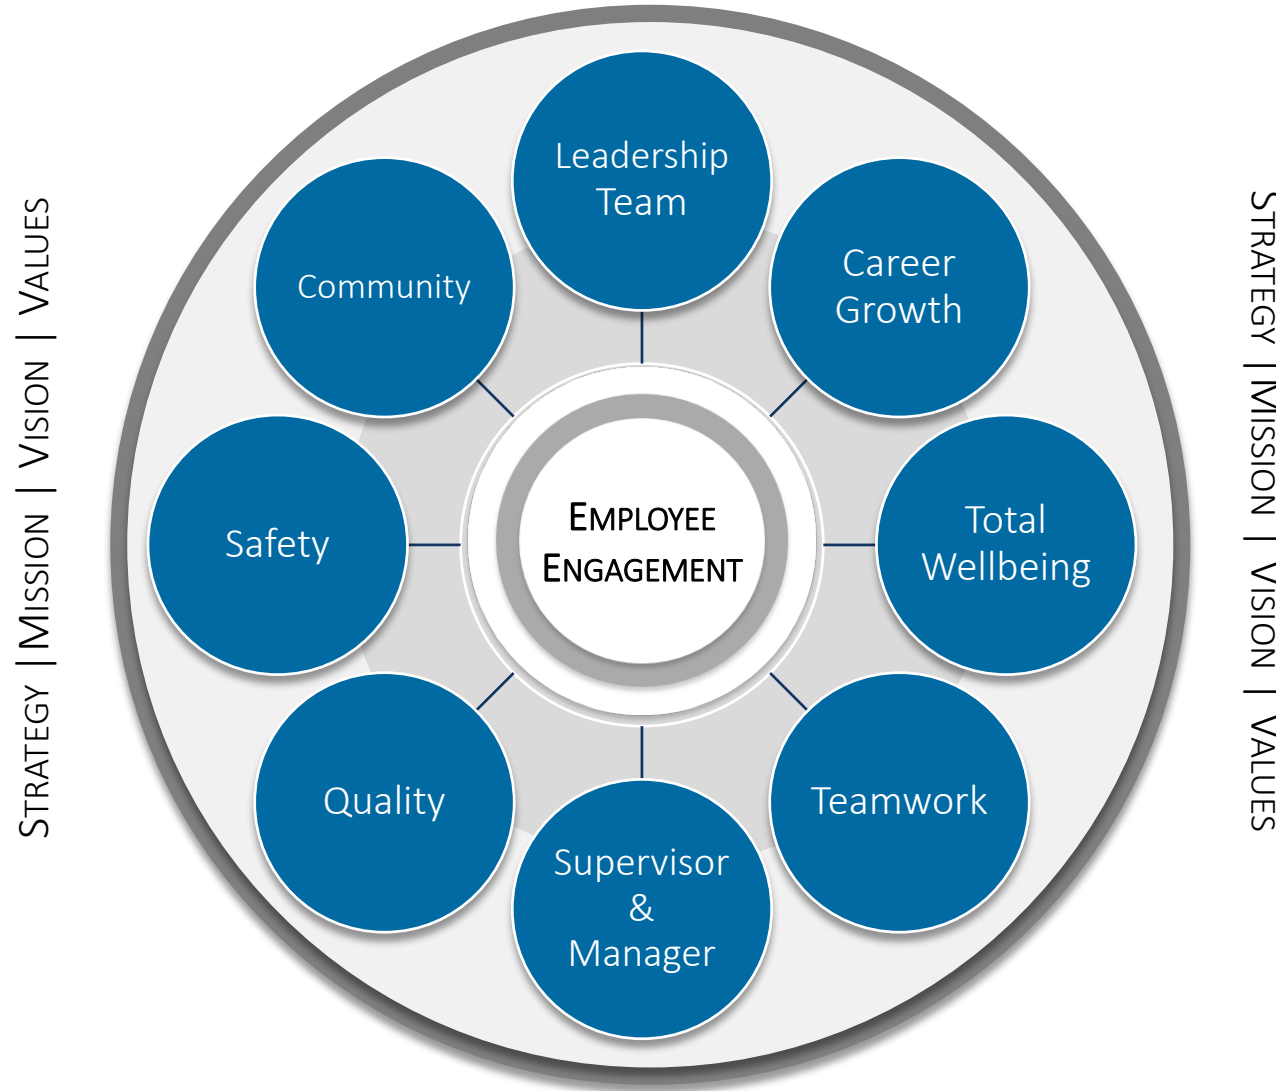 STRATEGY | MISSION | VISION | VALUES
Leadership
Team
Career
Growth
Total
Wellbeing
Teamwork
Supervisor
&
Manager
Quality
Safety
Community
EMPLOYEE
ENGAGEMENT
STRATEGY | MISSION | VISION | VALUES